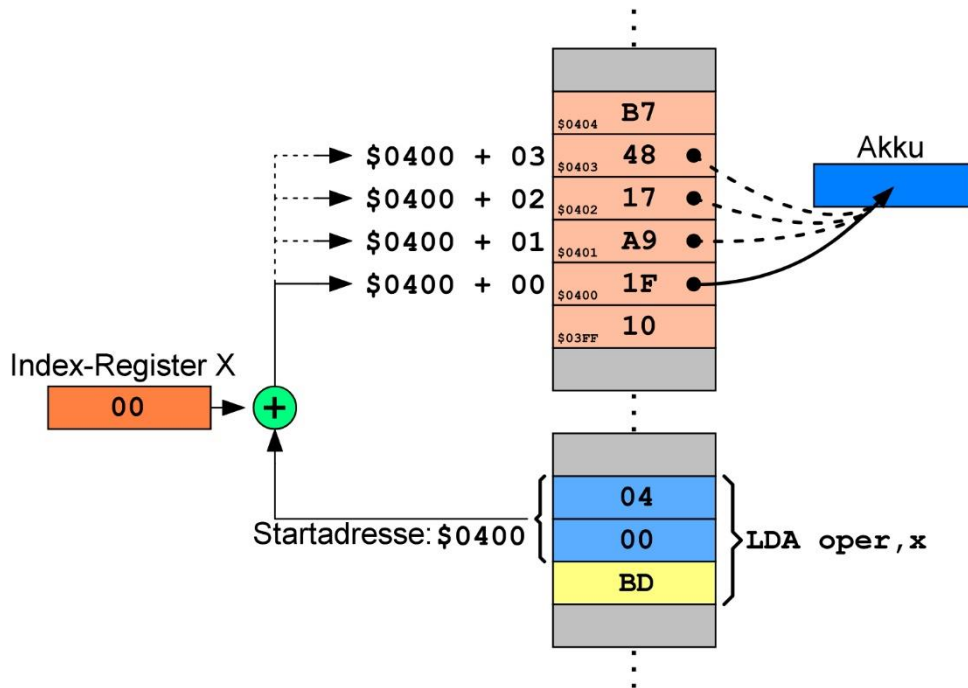 $0404 B7
$0400 + 03 $0403 48
Akku
$0400 + 02 $0402 17
$0400 + 01 $0401 A9
$0400 + 00 $0400 1F
$03FF 10
Index-Register X
00
+
04
Startadresse: $0400
00
LDA oper,x
BD